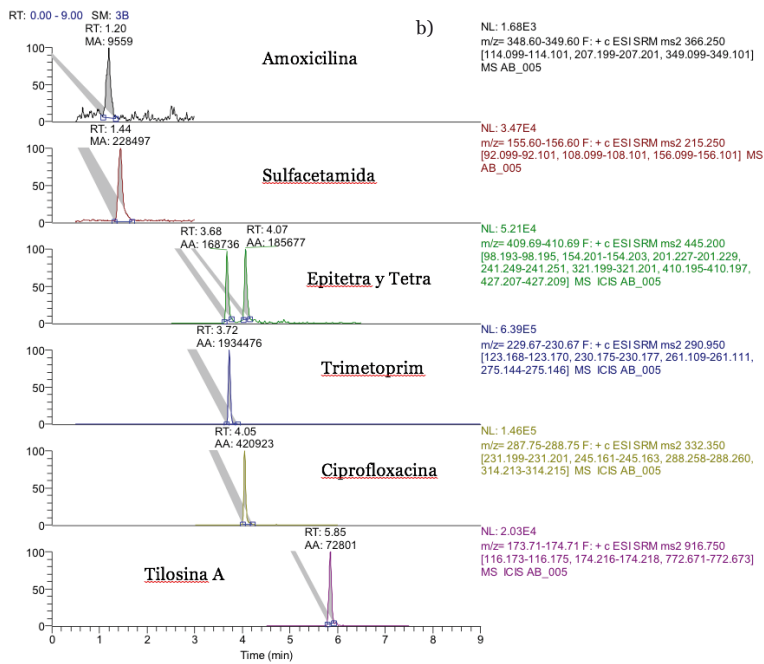 RT: 0.00 - 9.00 SM: 3B
b)
RT: 1.20
MA: 9559
Amoxicilina
NL: 1.68E3
m/z= 348.60-349.60 F: + c ESI SRM ms2 366.250
[114.099-114.101, 207.199-207.201, 349.099-349.101]
MS AB_005
100
50
0
RT: 1.44
MA: 228497
Sulfacetamida
NL: 3.47E4
m/z= 155.60-156.60 F: + c ESI SRM ms2 215.250
[92.099-92.101, 108.099-108.101, 156.099-156.101] MS
AB_005
100
50
0
RT: 3.68
AA: 168736
RT: 4.07
AA: 185677
Epitetra y Tetra
NL: 5.21E4
m/z= 409.69-410.69 F: + c ESI SRM ms2 445.200
[98.193-98.195, 154.201-154.203, 201.227-201.229,
241.249-241.251, 321.199-321.201, 410.195-410.197,
427.207-427.209] MS ICIS AB_005
100
50
0
RT: 3.72
AA: 1934476
Trimetoprim
NL: 6.39E5
m/z= 229.67-230.67 F: + c ESI SRM ms2 290.950
[123.168-123.170, 230.175-230.177, 261.109-261.111,
275.144-275.146] MS ICIS AB_005
100
50
0
RT: 4.05
AA: 420923
Ciprofloxacina
NL: 1.46E5
m/z= 287.75-288.75 F: + c ESI SRM ms2 332.350
[231.199-231.201, 245.161-245.163, 288.258-288.260,
314.213-314.215] MS ICIS AB_005
100
50
0
RT: 5.85
AA: 72801
Tilosina A
NL: 2.03E4
m/z= 173.71-174.71 F: + c ESI SRM ms2 916.750
[116.173-116.175, 174.216-174.218, 772.671-772.673]
MS ICIS AB_005
100
50
0
0 1 2 3 4 5 6 7 8 9
Time (min)